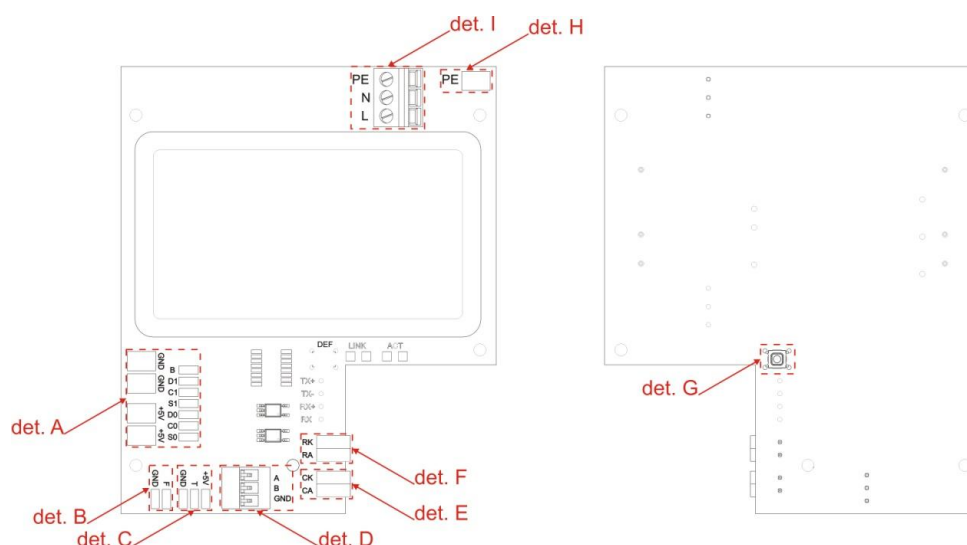 det. I
det. H
PE
N
L
PE
DEF
LINK
ACT
TX+
TX-
RX+
RX
GND
GND
+5V
+5V
B
D1
C1
S1
D0
C0
S0
det. A
det. G
RK
RA
det. F
CK
CA
det. E
GND
F
det. B
GND
T
+5V
det. C
A
B
GND
det. D